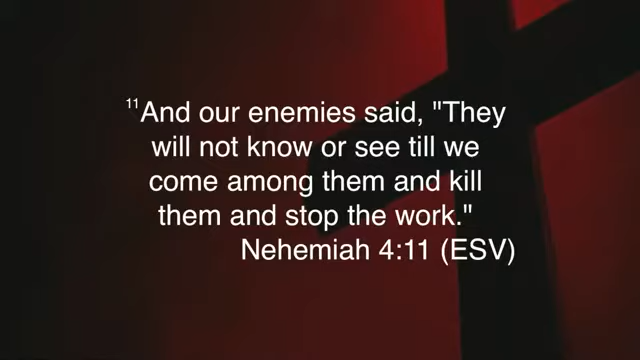 11And our enemies said, "They
will not know or see till we
come among them and kill
them and stop the work."
Nehemiah 4:11 (ESV)